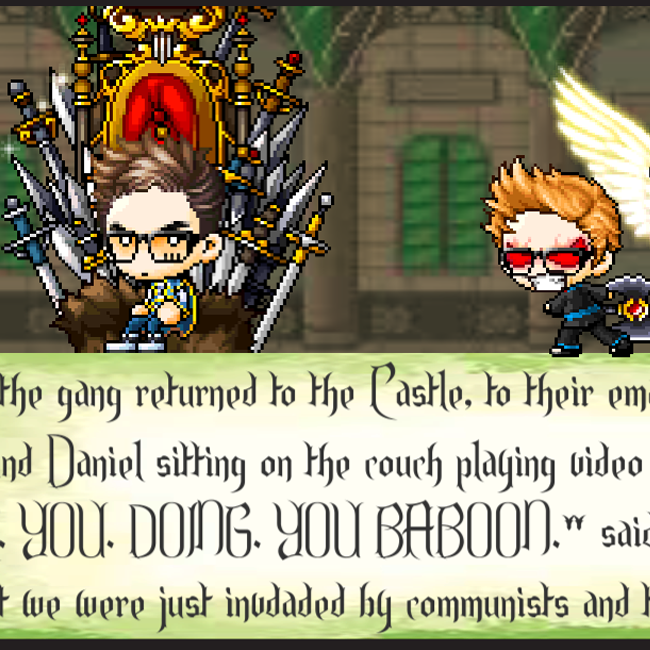 the gang returned to the Castle, to their em
nd Daniel sitting on the couch playing video
. YOU. DOING. YOU BABOON." said
t we were just invdaded by communists and